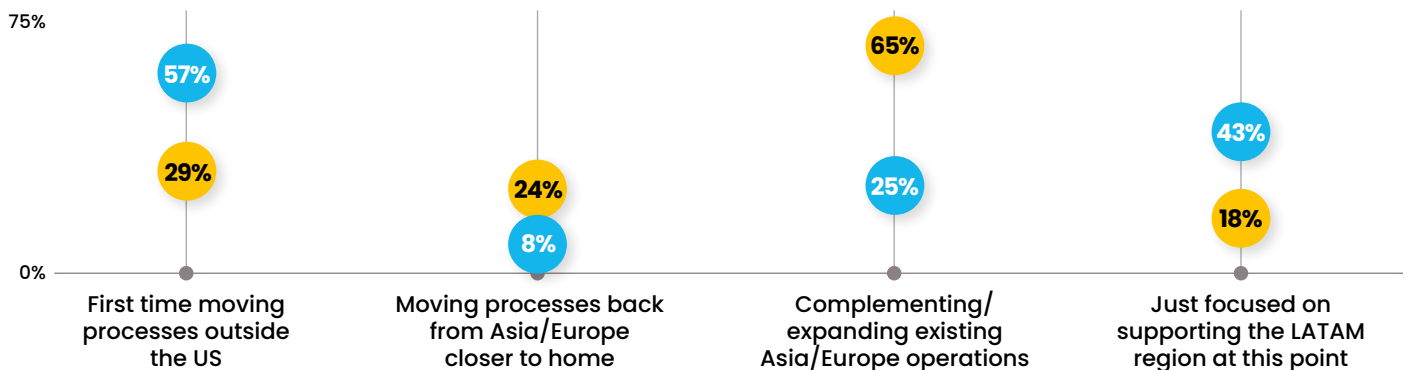 75%
57%
29%
24%
8%
65%
25%
43%
18%
0%
First time moving
processes outside
the US
Moving processes back
from Asia/Europe
closer to home
Complementing/
expanding existing
Asia/Europe operations
Just focused on
supporting the LATAM
region at this point